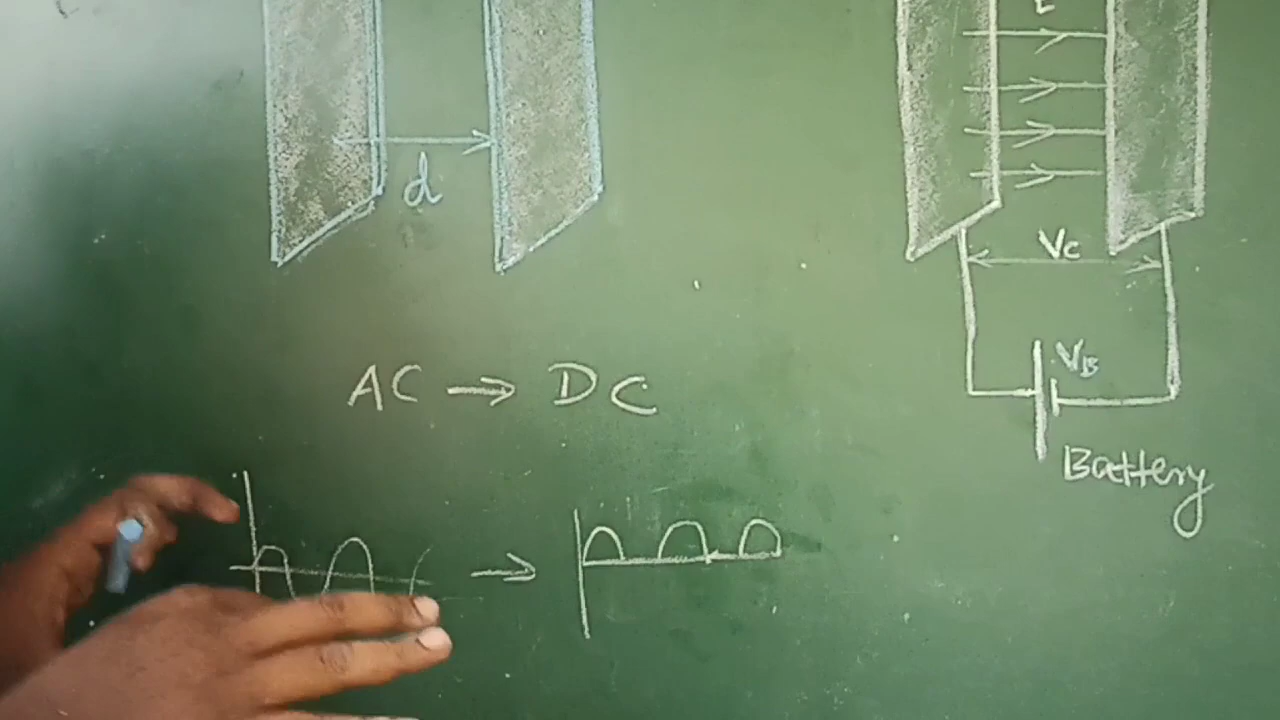 d
Vc
VB
AC → DC
Battery